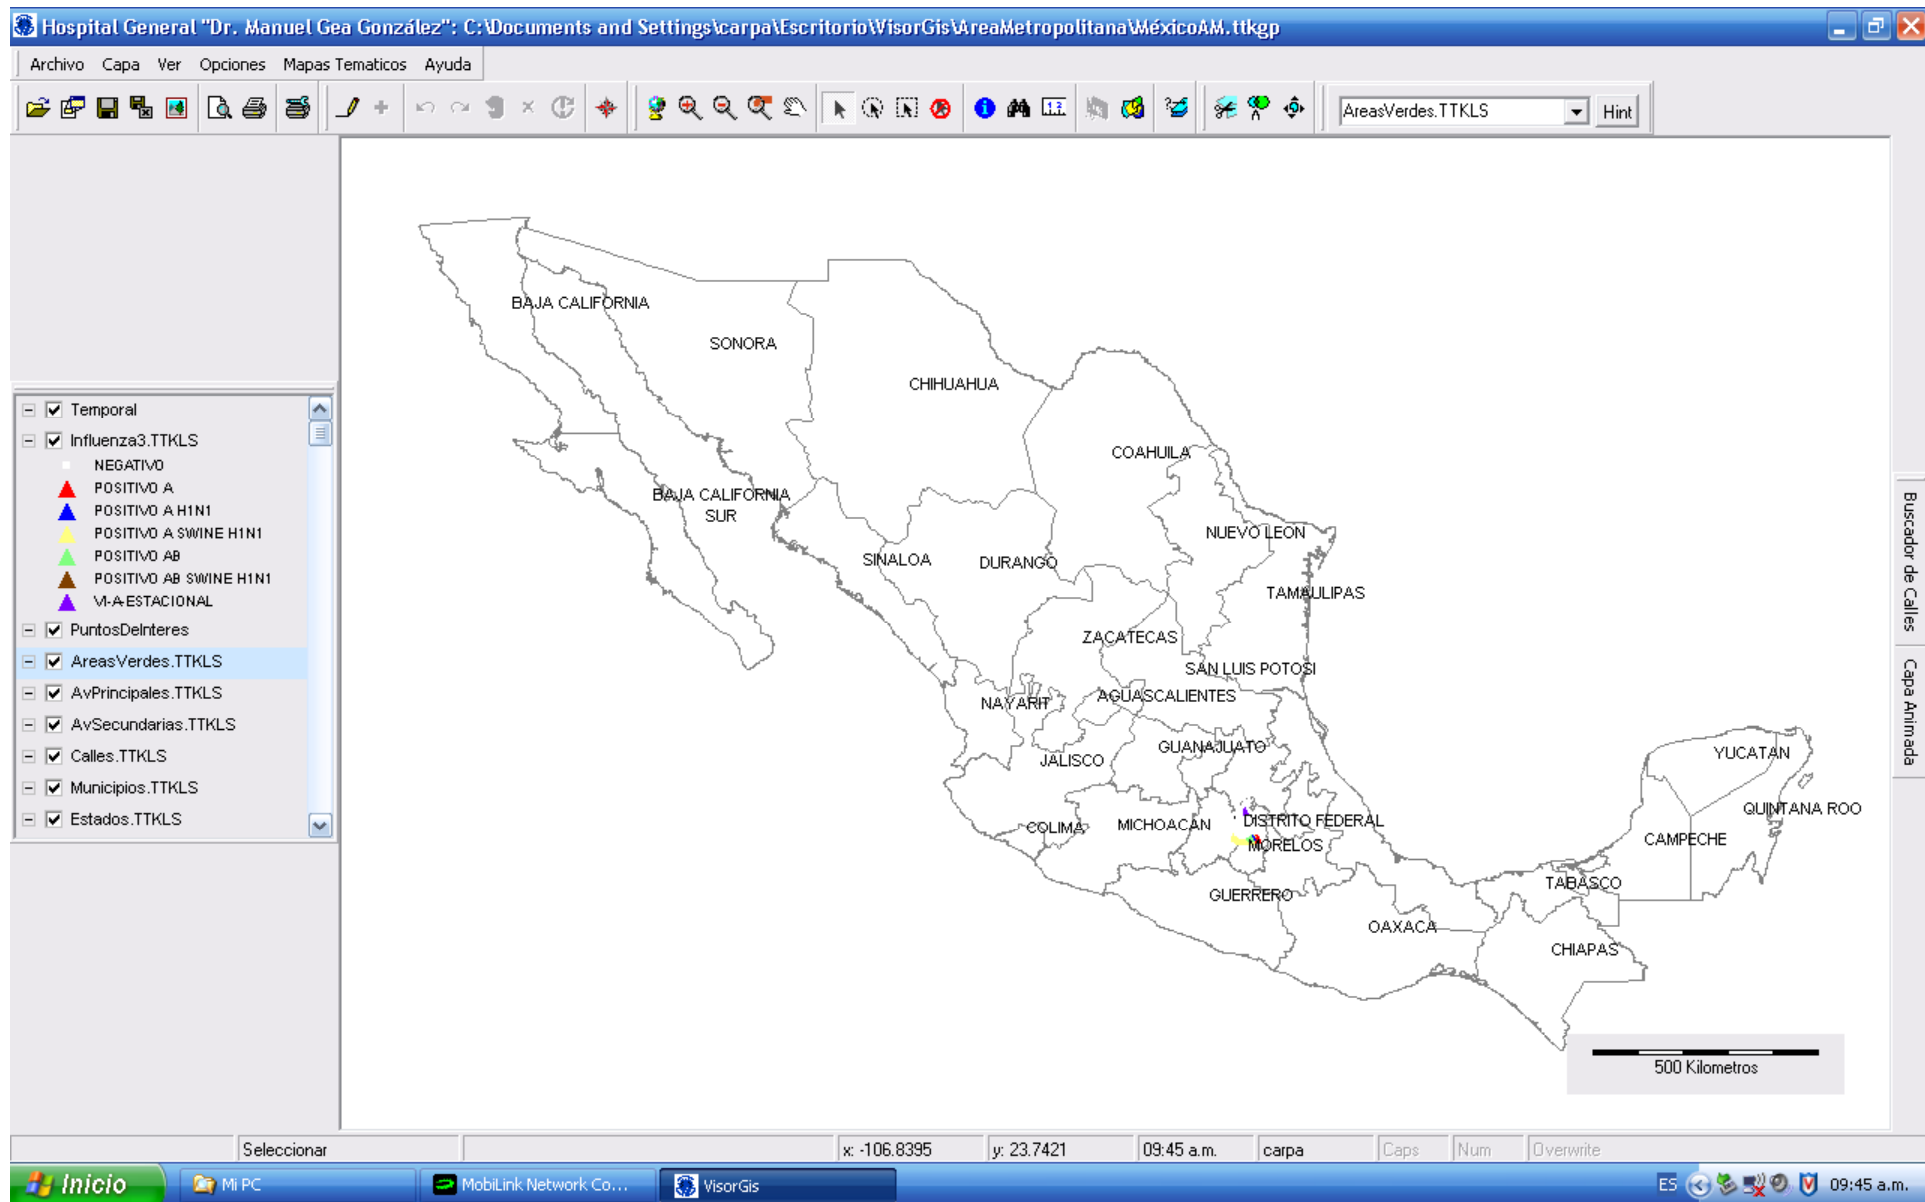 Hospital General "Dr. Manuel Gea González": C:\Documents and Settings\carpa\Escritorio\VisorGis\AreaMetropolitana\MéxicoAM.ttkgp
Archivo Capa Ver Opciones Mapas Tematicos Ayuda
AreasVerdes.TTKLS Hint
Temporal
Influenza3.TTKLS
NEGATIVO
POSITIVO A
POSITIVO A H1N1
POSITIVO A SWINE H1N1
POSITIVO AB
POSITIVO AB SWINE H1N1
VI-A-ESTACIONAL
PuntosDeInteres
AreasVerdes.TTKLS
AvPrincipales.TTKLS
AvSecundarias.TTKLS
Calles.TTKLS
Municipios.TTKLS
Estados.TTKLS
BAJA CALIFORNIA
SONORA
CHIHUAHUA
COAHUILA
BAJA CALIFORNIA
SUR
NUEVO LEON
SINALOA
DURANGO
TAMAULIPAS
ZACATECAS
SAN LUIS POTOSI
AGUASCALIENTES
NAYARIT
GUANAJUATO
JALISCO
YUCATAN
QUINTANA ROO
COLIMA
MICHOACAN
DISTRITO FEDERAL
MORELOS
CAMPECHE
TABASCO
GUERRERO
OAXACA
CHIAPAS
500 Kilometros
Buscador de Calles
Capa Animada
Seleccionar x: -106.8395 y: 23.7421 09:45 a.m. carpa Caps Num Overwrite
Inicio Mi PC MobiLink Network Co... VisorGis ES 09:45 a.m.